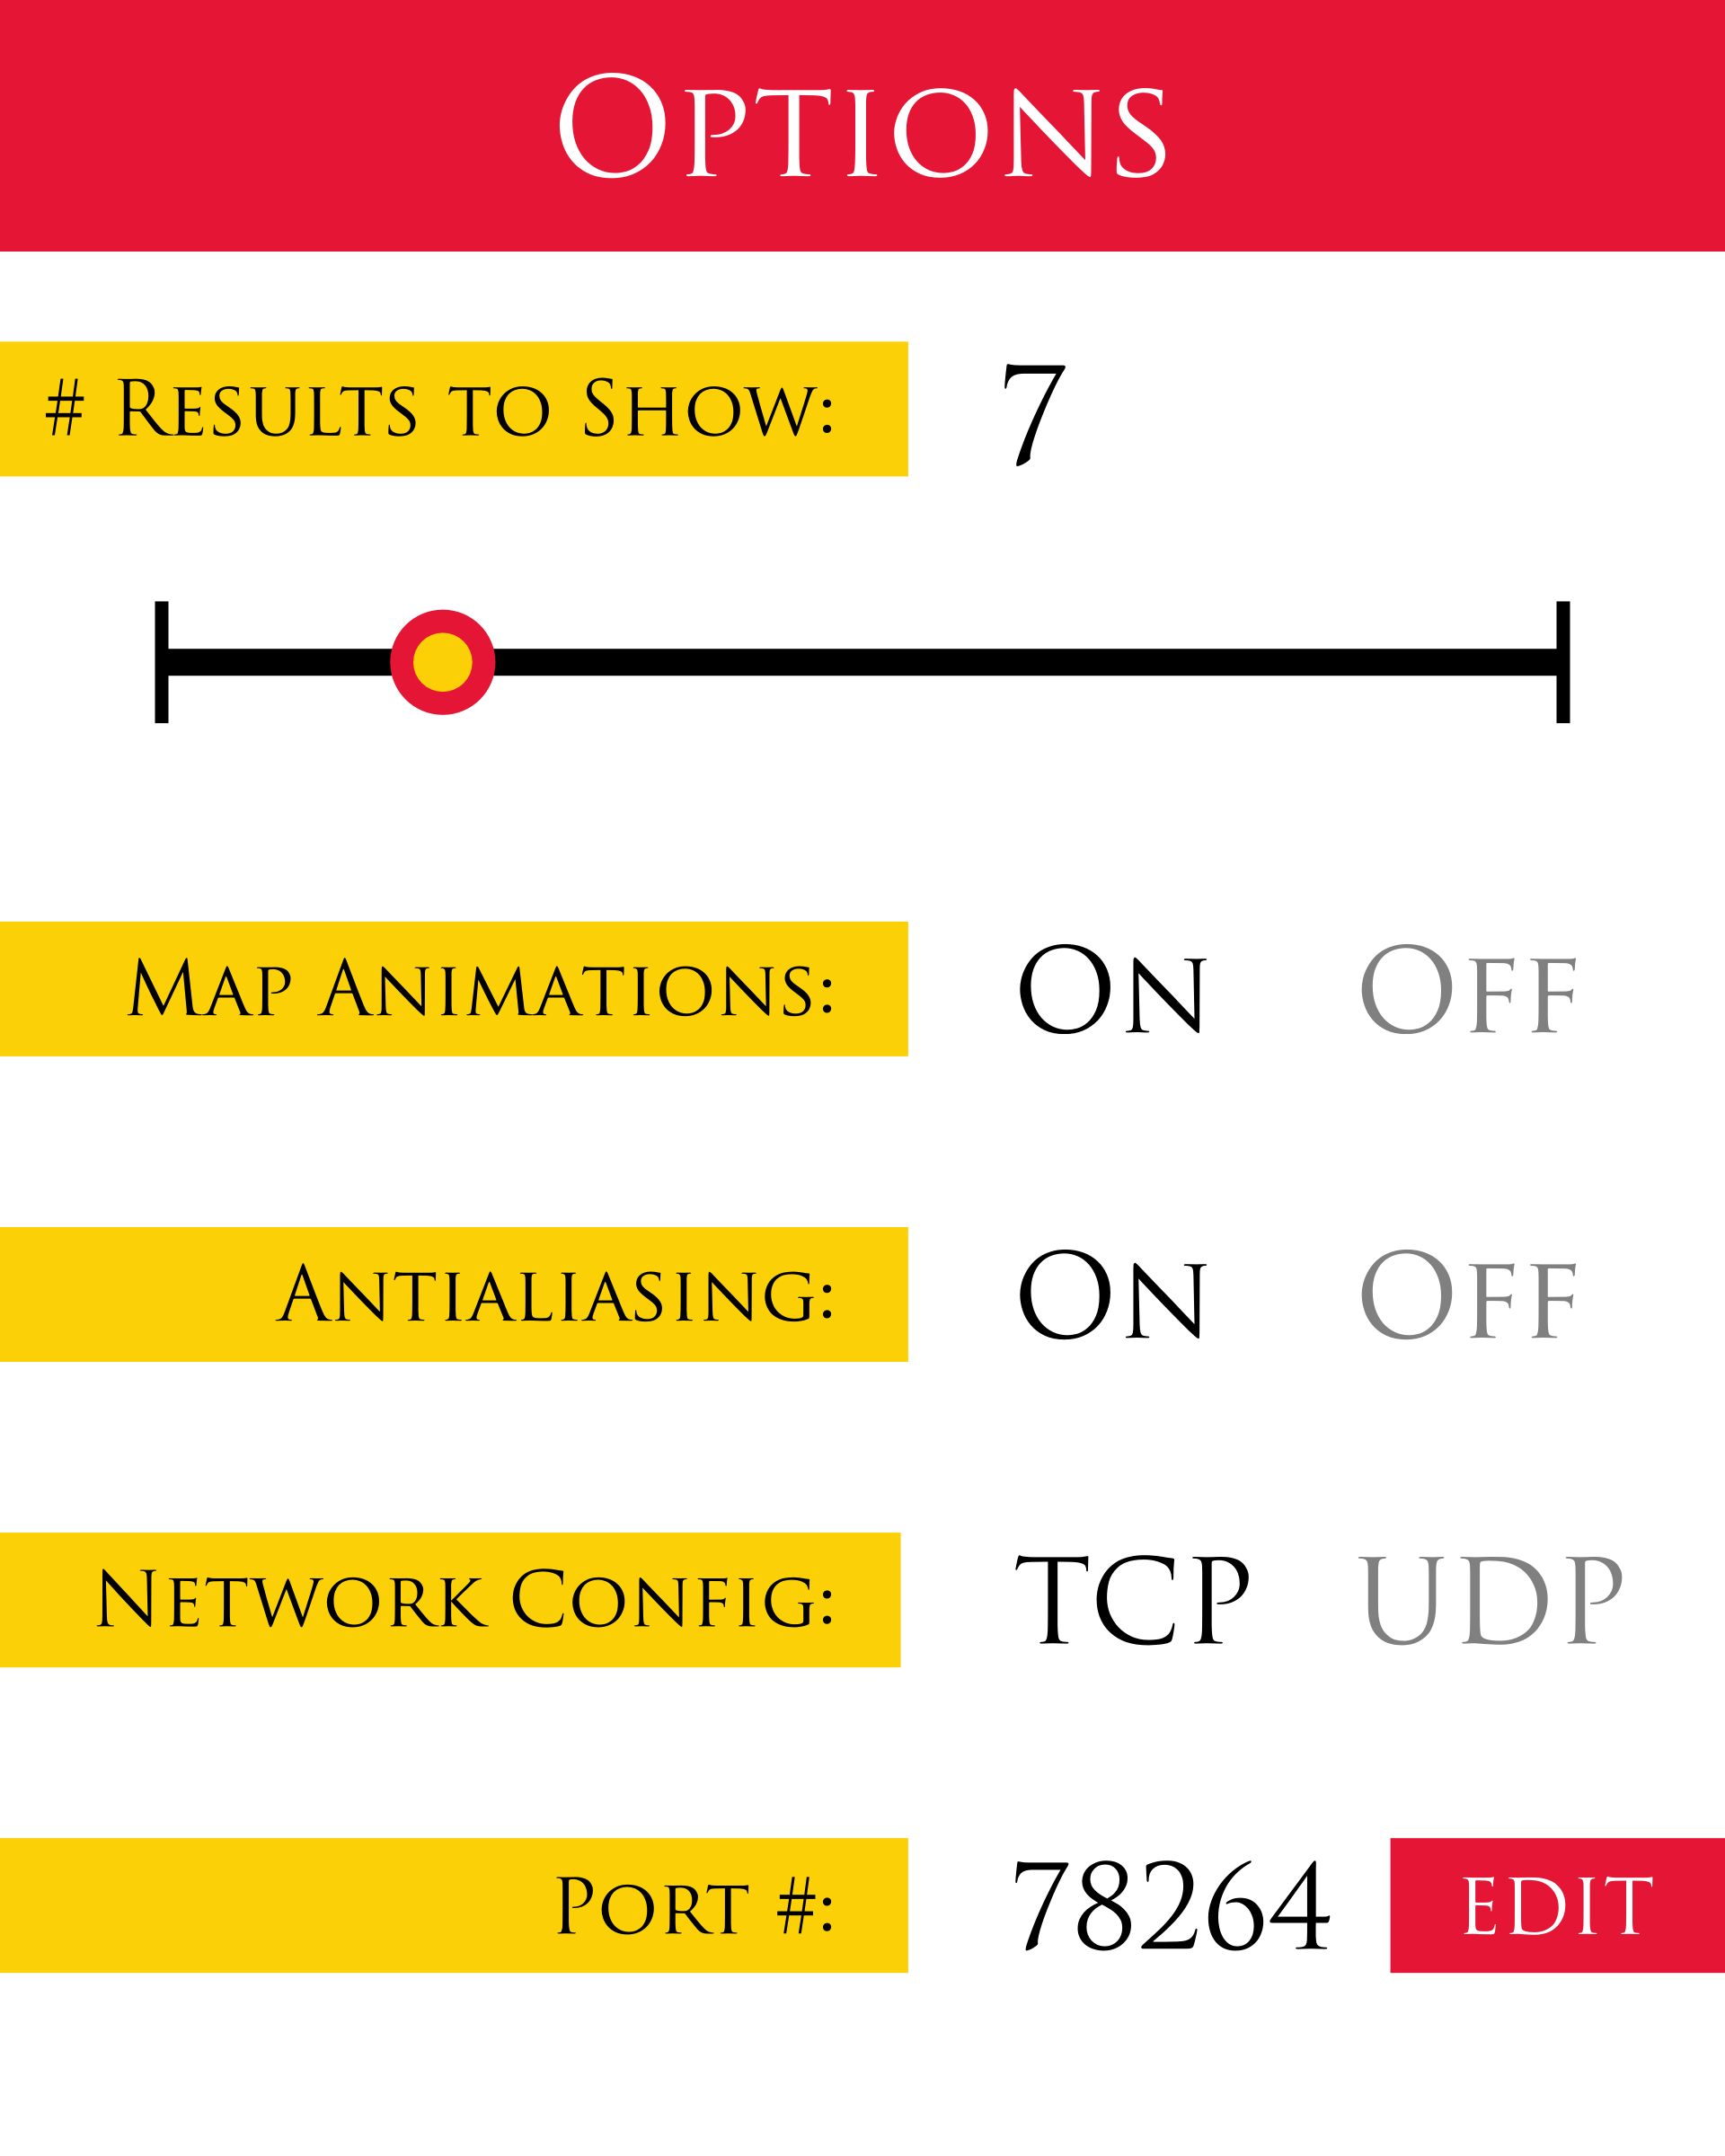 Options
# Results to Show: 7
Map Animations: On Off
Antialiasing: On Off
Network Config: TCP UDP
Port #: 78264 EDIT